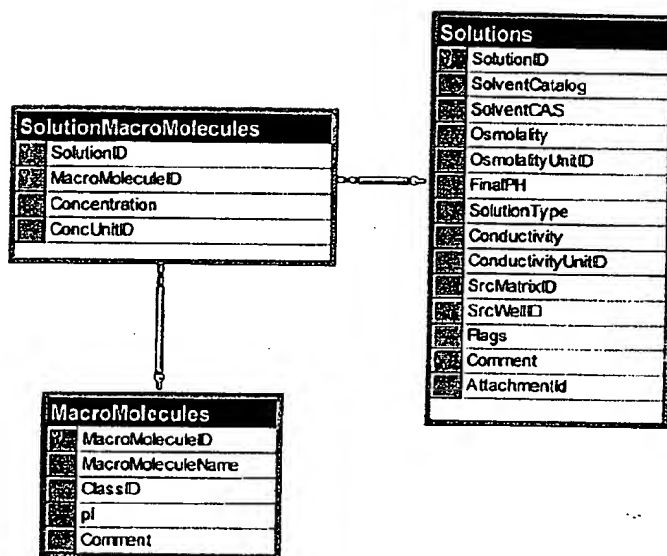 Solutions
SolutionID
SolventCatalog
SolventCAS
Osmolality
OsmolalityUnitID
FinalPH
SolutionType
Conductivity
ConductivityUnitID
SrcMatrixID
SrcWellID
Flags
Comment
AttachmentId
SolutionMacroMolecules
SolutionID
MacroMoleculeID
Concentration
ConcUnitID
MacroMolecules
MacroMoleculeID
MacroMoleculeName
ClassID
pI
Comment